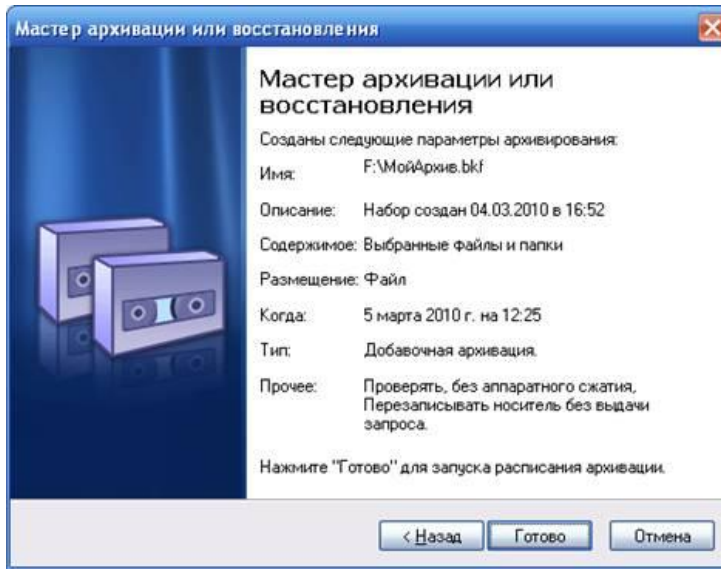 Мастер архивации или восстановления
Мастер архивации или
восстановления
Созданы следующие параметры архивирования:
Имя: F:\МойАрхив.bkf
Описание: Набор создан 04.03.2010 в 16:52
Содержимое: Выбранные файлы и папки
Размещение: Файл
Когда: 5 марта 2010 г. на 12:25
Тип: Добавочная архивация.
Прочее: Проверять, без аппаратного сжатия,
Перезаписывать носитель без выдачи
запроса.
Нажмите "Готово" для запуска расписания архивации.
< Назад Готово Отмена